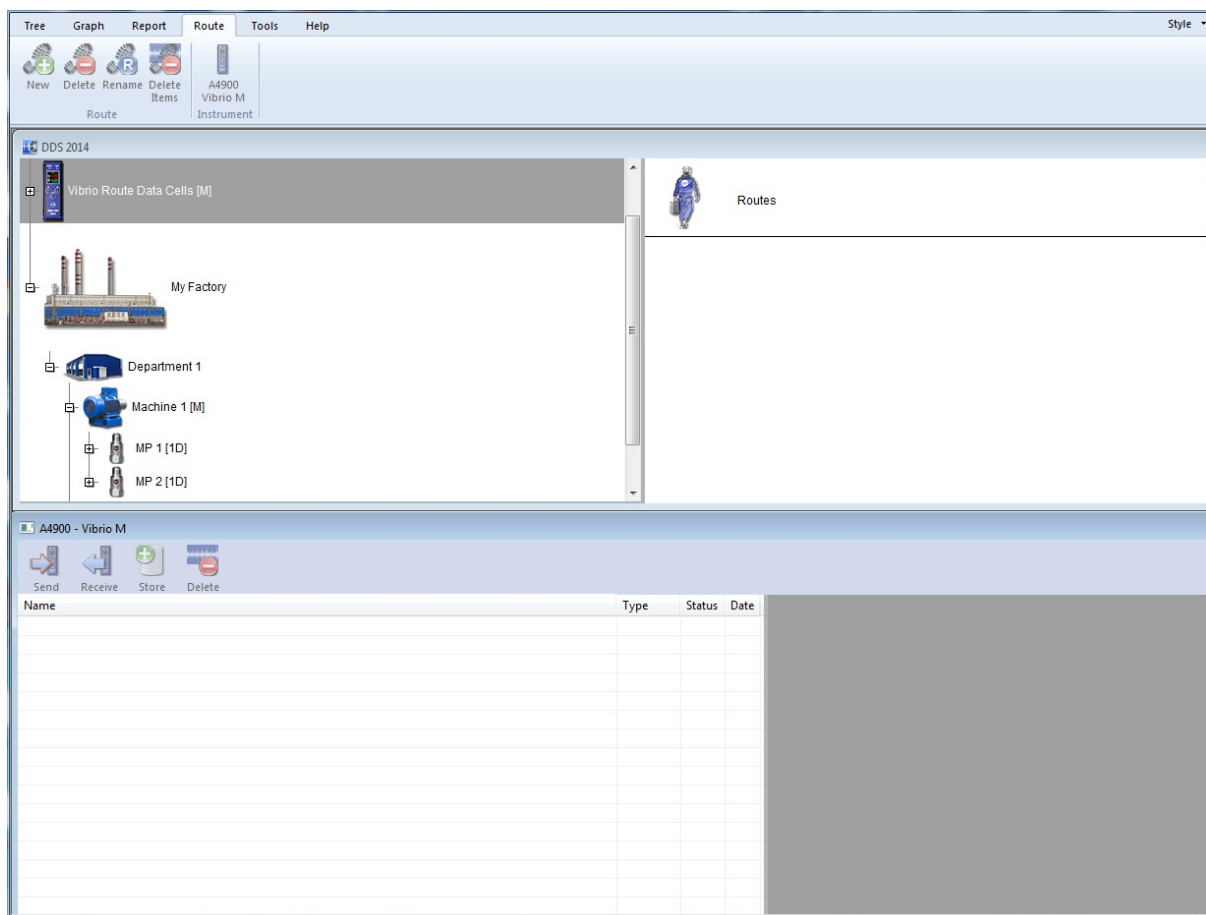 Tree Graph Report Route Tools Help Style
New Delete Rename Delete Items A4900 Vibrio M
Route Instrument
DDS 2014
Vibrio Route Data Cells [M]
Routes
My Factory
Department 1
Machine 1 [M]
MP 1 [1D]
MP 2 [1D]
A4900 - Vibrio M
Send Receive Store Delete
Name Type Status Date